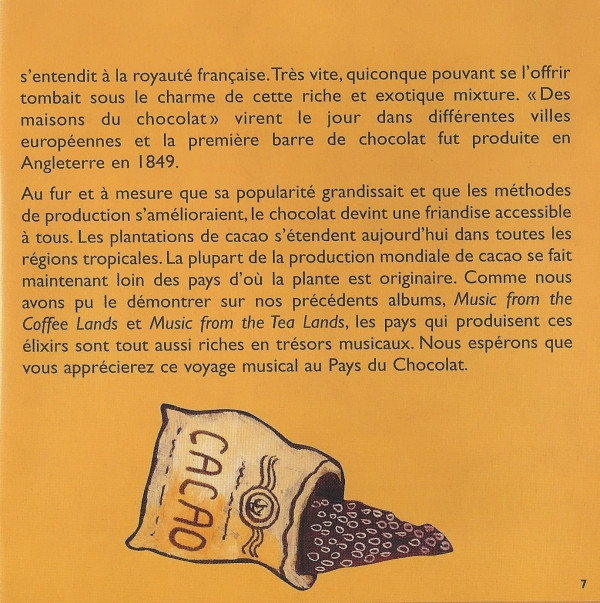 s'entendit à la royauté française. Très vite, quiconque pouvant se l'offrir
tombait sous le charme de cette riche et exotique mixture. «Des
maisons du chocolat» virent le jour dans différentes villes
européennes et la première barre de chocolat fut produite en
Angleterre en 1849.
Au fur et à mesure que sa popularité grandissait et que les méthodes
de production s'amélioraient, le chocolat devint une friandise accessible
à tous. Les plantations de cacao s'étendent aujourd'hui dans toutes les
régions tropicales. La plupart de la production mondiale de cacao se fait
maintenant loin des pays d'où la plante est originaire. Comme nous
avons pu le démontrer sur nos précédents albums, Music from the
Coffee Lands et Music from the Tea Lands, les pays qui produisent ces
élixirs sont tout aussi riches en trésors musicaux. Nous espérons que
vous apprécierez ce voyage musical au Pays du Chocolat.
CACAO
7